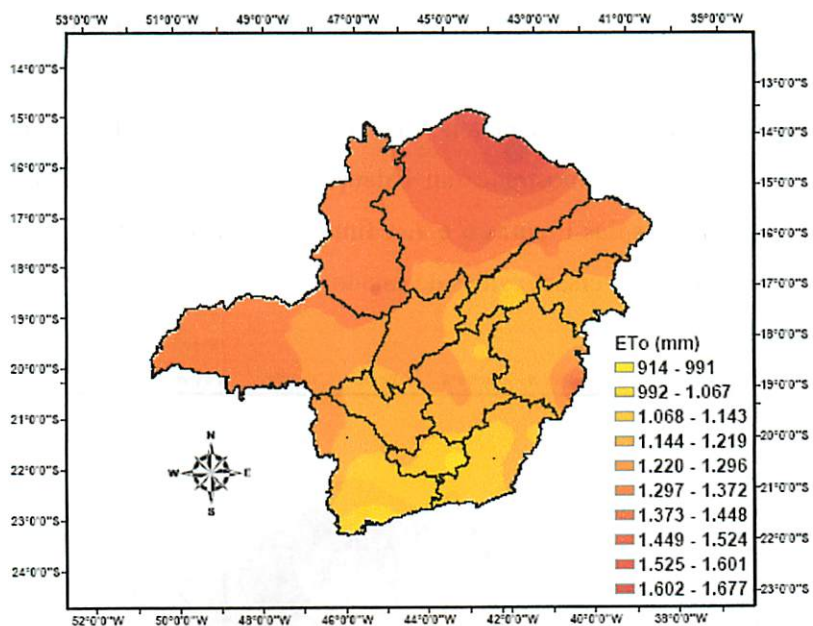 53°0'0"W 51°0'0"W 49°0'0"W 47°0'0"W 45°0'0"W 43°0'0"W 41°0'0"W 39°0'0"W
14°0'0"S
15°0'0"S
16°0'0"S
17°0'0"S
18°0'0"S
19°0'0"S
20°0'0"S
21°0'0"S
22°0'0"S
23°0'0"S
24°0'0"S
13°0'0"S
14°0'0"S
15°0'0"S
16°0'0"S
17°0'0"S
18°0'0"S
19°0'0"S
20°0'0"S
21°0'0"S
22°0'0"S
23°0'0"S
N
W E
S
ETo (mm)
914 - 991
992 - 1.067
1.068 - 1.143
1.144 - 1.219
1.220 - 1.296
1.297 - 1.372
1.373 - 1.448
1.449 - 1.524
1.525 - 1.601
1.602 - 1.677
52°0'0"W 50°0'0"W 48°0'0"W 46°0'0"W 44°0'0"W 42°0'0"W 40°0'0"W 38°0'0"W